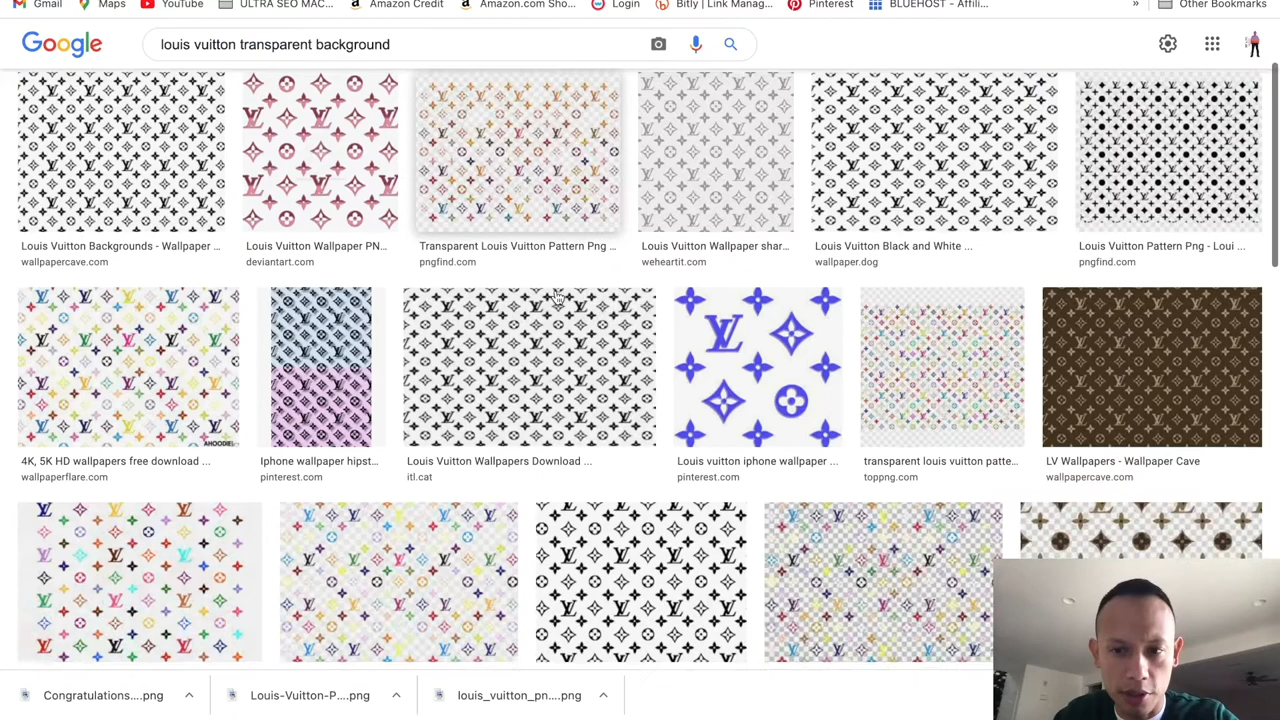 Gmail Maps YouTube ULTRA SEO MAC... Amazon Credit Amazon.com Sho... Login Bitly | Link Manag... Pinterest BLUEHOST - Affili... » Other Bookmarks
Google louis vuitton transparent background
Louis Vuitton Backgrounds - Wallpaper ... Louis Vuitton Wallpaper PN... Transparent Louis Vuitton Pattern Png ... Louis Vuitton Wallpaper shar... Louis Vuitton Black and White ... Louis Vuitton Pattern Png - Loui ...
wallpapercave.com deviantart.com pngfind.com weheartit.com wallpaper.dog pngfind.com
AHOODIE
4K, 5K HD wallpapers free download ... Iphone wallpaper hipst... Louis Vuitton Wallpapers Download ... Louis vuitton iphone wallpaper ... transparent louis vuitton patte... LV Wallpapers - Wallpaper Cave
wallpaperflare.com pinterest.com itl.cat pinterest.com toppng.com wallpapercave.com
Congratulations....png Louis-Vuitton-P....png louis_vuitton_pn....png